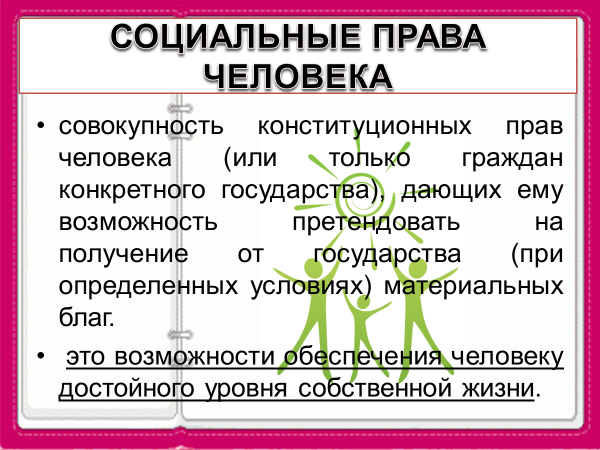 СОЦИАЛЬНЫЕ ПРАВА
ЧЕЛОВЕКА
• совокупность конституционных прав
человека (или только граждан
конкретного государства), дающих ему
возможность претендовать на
получение от государства (при
определенных условиях) материальных
благ.
• это возможности обеспечения человеку
достойного уровня собственной жизни.